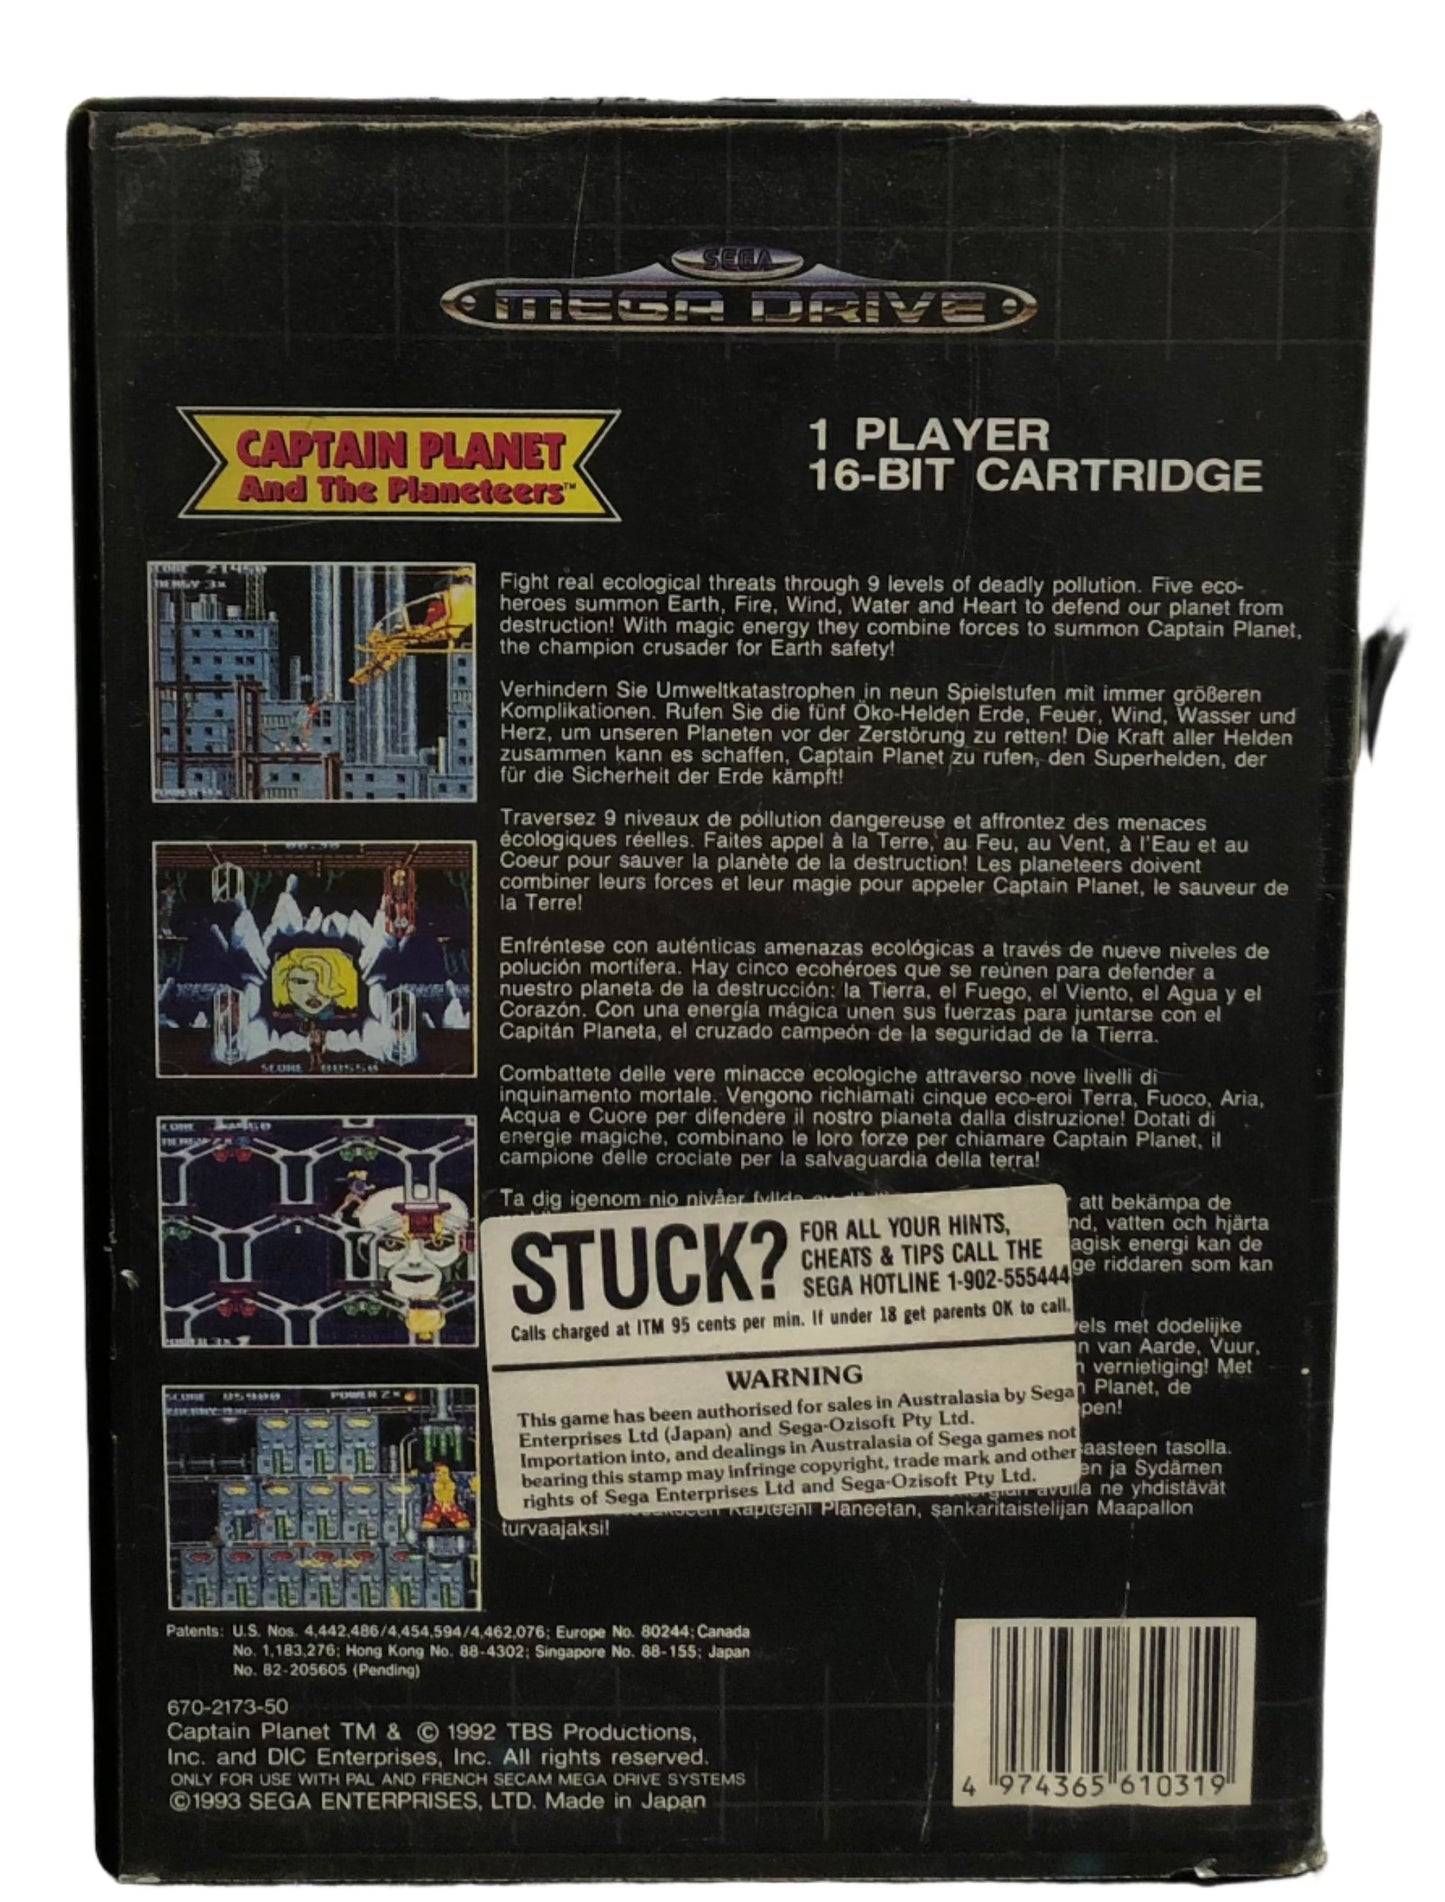 SEGA
MEGA DRIVE
CAPTAIN PLANET
And The Planeteers™
1 PLAYER
16-BIT CARTRIDGE
Fight real ecological threats through 9 levels of deadly pollution. Five eco-
heroes summon Earth, Fire, Wind, Water and Heart to defend our planet from
destruction! With magic energy they combine forces to summon Captain Planet,
the champion crusader for Earth safety!
Verhindern Sie Umweltkatastrophen in neun Spielstufen mit immer größeren
Komplikationen. Rufen Sie die fünf Öko-Helden Erde, Feuer, Wind, Wasser und
Herz, um unseren Planeten vor der Zerstörung zu retten! Die Kraft aller Helden
zusammen kann es schaffen, Captain Planet zu rufen, den Superhelden, der
für die Sicherheit der Erde kämpft!
Traversez 9 niveaux de pollution dangereuse et affrontez des menaces
écologiques réelles. Faites appel à la Terre, au Feu, au Vent, à l'Eau et au
Coeur pour sauver la planète de la destruction! Les planeteers doivent
combiner leurs forces et leur magie pour appeler Captain Planet, le sauveur de
la Terre!
Enfréntese con auténticas amenazas ecológicas a través de nueve niveles de
polución mortífera. Hay cinco ecohéroes que se reúnen para defender a
nuestro planeta de la destrucción: la Tierra, el Fuego, el Viento, el Agua y el
Corazón. Con una energía mágica unen sus fuerzas para juntarse con el
Capitán Planeta, el cruzado campeón de la seguridad de la Tierra.
Combattete delle vere minacce ecologiche attraverso nove livelli di
inquinamento mortale. Vengono richiamati cinque eco-eroi Terra, Fuoco, Aria,
Acqua e Cuore per difendere il nostro pianeta dalla distruzione! Dotati di
energie magiche, combinano le loro forze per chiamare Captain Planet, il
campione delle crociate per la salvaguardia della terra!
Ta dig igenom nio nivåer fyllda att bekämpa de
vatten och hjärta
energi kan de
riddaren som kan
met dodelijke
van Aarde, Vuur,
vernietiging! Met
Planet, de
tasolla.
ja Sydämen
avulla ne yhdistävät
Kapteeni Planeetan, sankaritaistelijan Maapallon
turvaajaksi!
STUCK?
FOR ALL YOUR HINTS,
CHEATS & TIPS CALL THE
SEGA HOTLINE 1-902-555444
Calls charged at ITM 95 cents per min. If under 18 get parents OK to call.
WARNING
This game has been authorised for sales in Australasia by Sega
Enterprises Ltd (Japan) and Sega-Ozisoft Pty Ltd.
Importation into, and dealings in Australasia of Sega games not
bearing this stamp may infringe copyright, trade mark and other
rights of Sega Enterprises Ltd and Sega-Ozisoft Pty Ltd.
Patents: U.S. Nos. 4,442,486/4,454,594/4,462,076; Europe No. 80244; Canada
No. 1,183,276; Hong Kong No. 88-4302; Singapore No. 88-155; Japan
No. 82-205605 (Pending)
670-2173-50
Captain Planet TM & © 1992 TBS Productions,
Inc. and DIC Enterprises, Inc. All rights reserved.
ONLY FOR USE WITH PAL AND FRENCH SECAM MEGA DRIVE SYSTEMS
©1993 SEGA ENTERPRISES, LTD. Made in Japan
4 974365 610319